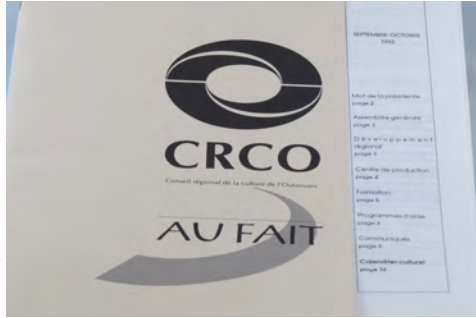 CRCO
Conseil régional de la culture de l'Outaouais
AU FAIT
SEPTEMBRE-OCTOBRE
1993
Mot de la présidente
page 2
Assemblée générale
page 3
Développement
régional
page 3
Centre de production
page 4
Formation
page 5
Programmes d'aide
page 6
Communiqués
page 8
Calendrier culturel
page 14